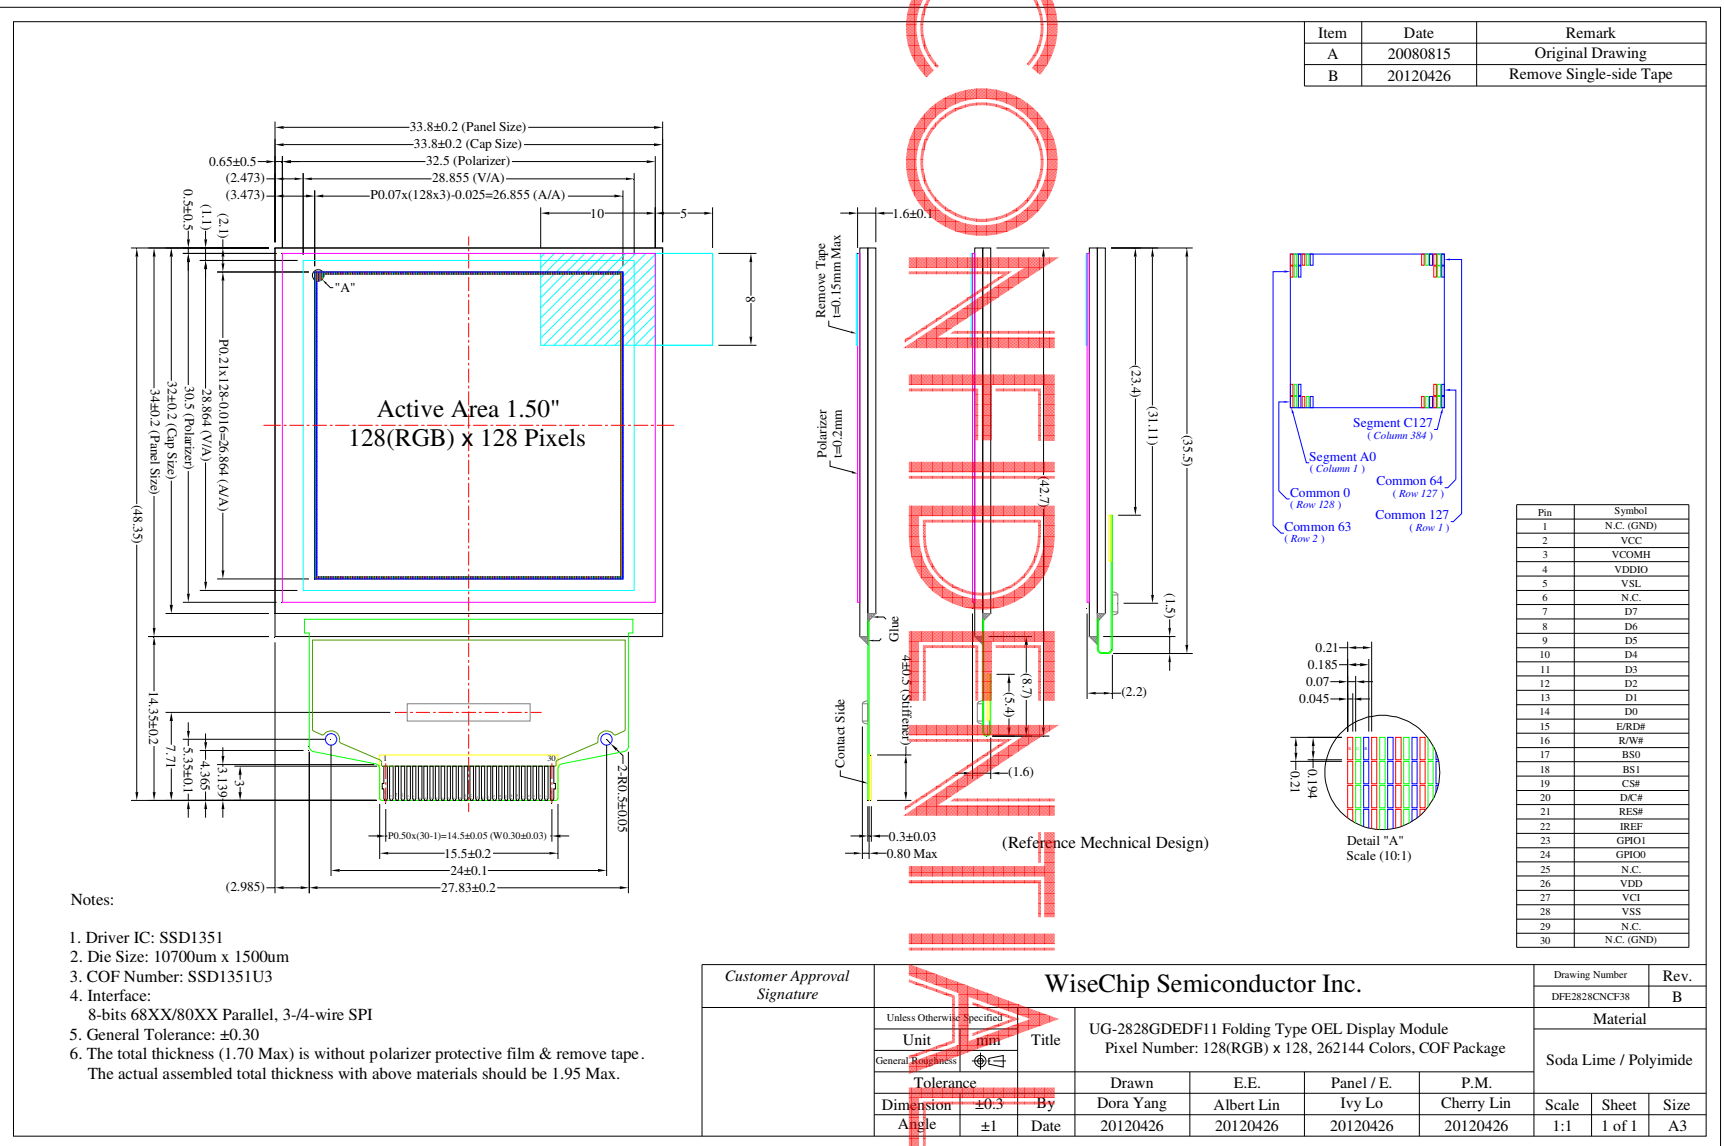 Item Date Remark
A 20080815 Original Drawing
B 20120426 Remove Single-side Tape
33.8±0.2 (Panel Size)
33.8±0.2 (Cap Size)
0.65±0.5 32.5 (Polarizer)
(2.473) 28.855 (V/A)
(3.473) P0.07x(128x3)-0.025=26.855 (A/A)
0.5±0.5
(1.1)
(2.1)
10
5
8
"A"
Active Area 1.50"
128(RGB) x 128 Pixels
P0.21x128-0.016=26.864 (A/A)
28.864 (V/A)
30.5 (Polarizer)
32±0.2 (Cap Size)
34±0.2 (Panel Size)
(48.35)
14.35±0.2
7.71
5.35±0.1
4.365
3.139
3
1
30
2-R0.5±0.05
P0.50x(30-1)=14.5±0.05 (W0.30±0.03)
15.5±0.2
24±0.1
(2.985) 27.83±0.2
1.6±0.1
Remove Tape
t=0.15mm Max
Polarizer
t=0.2mm
Glue
4±0.5 (Stiffener)
Contact Side
0.3±0.03
0.80 Max
(42.7)
(8.7)
(5.4)
(1.6)
(23.4)
(31.11)
(35.5)
(1.5)
(2.2)
(Reference Mechnical Design)
CONFIDENTIAL
Segment C127
( Column 384 )
Segment A0
( Column 1 )
Common 64
( Row 127 )
Common 0
( Row 128 )
Common 127
( Row 1 )
Common 63
( Row 2 )
0.21
0.185
0.07
0.045
0.21
0.194
Detail "A"
Scale (10:1)
Pin Symbol
1 N.C. (GND)
2 VCC
3 VCOMH
4 VDDIO
5 VSL
6 N.C.
7 D7
8 D6
9 D5
10 D4
11 D3
12 D2
13 D1
14 D0
15 E/RD#
16 R/W#
17 BS0
18 BS1
19 CS#
20 D/C#
21 RES#
22 IREF
23 GPIO1
24 GPIO0
25 N.C.
26 VDD
27 VCI
28 VSS
29 N.C.
30 N.C. (GND)
Notes:
1. Driver IC: SSD1351
2. Die Size: 10700um x 1500um
3. COF Number: SSD1351U3
4. Interface:
8-bits 68XX/80XX Parallel, 3-/4-wire SPI
5. General Tolerance: ±0.30
6. The total thickness (1.70 Max) is without polarizer protective film & remove tape.
The actual assembled total thickness with above materials should be 1.95 Max.
Customer Approval
Signature
WiseChip Semiconductor Inc.
Drawing Number Rev.
DFE2828CNCF38 B
Unless Otherwise Specified
Unit mm
General Roughness
Title
UG-2828GDEDF11 Folding Type OEL Display Module
Pixel Number: 128(RGB) x 128, 262144 Colors, COF Package
Material
Soda Lime / Polyimide
Tolerance
Dimension ±0.3
Angle ±1
Drawn E.E. Panel / E. P.M.
By Dora Yang Albert Lin Ivy Lo Cherry Lin
Date 20120426 20120426 20120426 20120426
Scale Sheet Size
1:1 1 of 1 A3